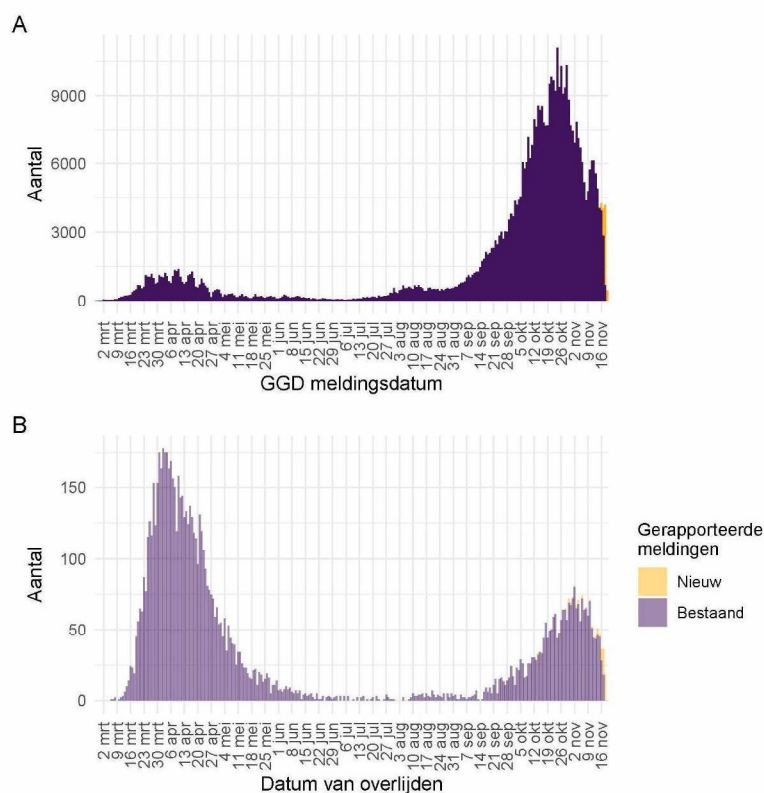 A
Aantal
9000
6000
3000
0
2 mrt
9 mrt
16 mrt
23 mrt
30 mrt
6 apr
13 apr
20 apr
27 apr
4 mei
11 mei
18 mei
25 mei
1 jun
8 jun
15 jun
22 jun
29 jun
6 jul
13 jul
20 jul
27 jul
3 aug
10 aug
17 aug
24 aug
31 aug
7 sep
14 sep
21 sep
28 sep
5 okt
12 okt
19 okt
26 okt
2 nov
9 nov
16 nov
GGD meldingsdatum
B
Aantal
150
100
50
0
2 mrt
9 mrt
16 mrt
23 mrt
30 mrt
6 apr
13 apr
20 apr
27 apr
4 mei
11 mei
18 mei
25 mei
1 jun
8 jun
15 jun
22 jun
29 jun
6 jul
13 jul
20 jul
27 jul
3 aug
10 aug
17 aug
24 aug
31 aug
7 sep
14 sep
21 sep
28 sep
5 okt
12 okt
19 okt
26 okt
2 nov
9 nov
16 nov
Datum van overlijden
Gerapporteerde
meldingen
Nieuw
Bestaand